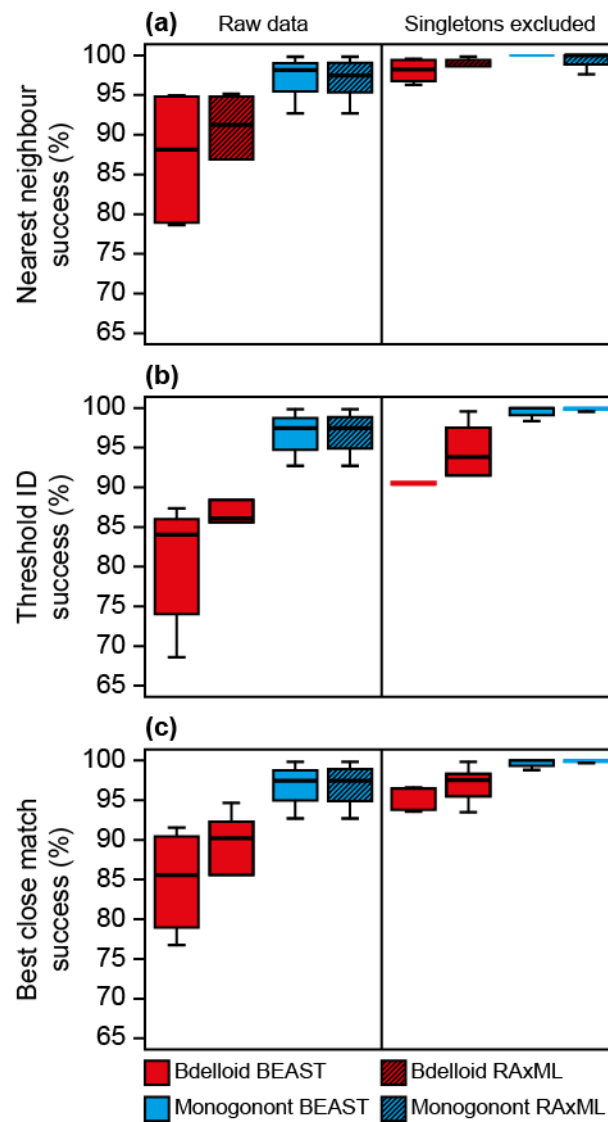 (a) Raw data Singletons excluded
100
95
90
85
80
75
70
65
Nearest neighbour
success (%)
(b)
100
95
90
85
80
75
70
65
Threshold ID
success (%)
(c)
100
95
90
85
80
75
70
65
Best close match
success (%)
Bdelloid BEAST Bdelloid RAxML
Monogonont BEAST Monogonont RAxML